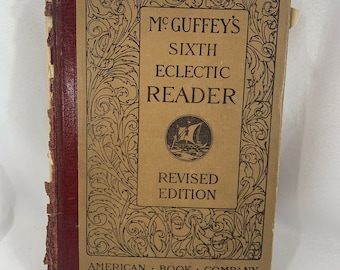 McGUFFEY'S
SIXTH
ECLECTIC
READER
REVISED
EDITION
AMERICAN · BOOK · COMPANY